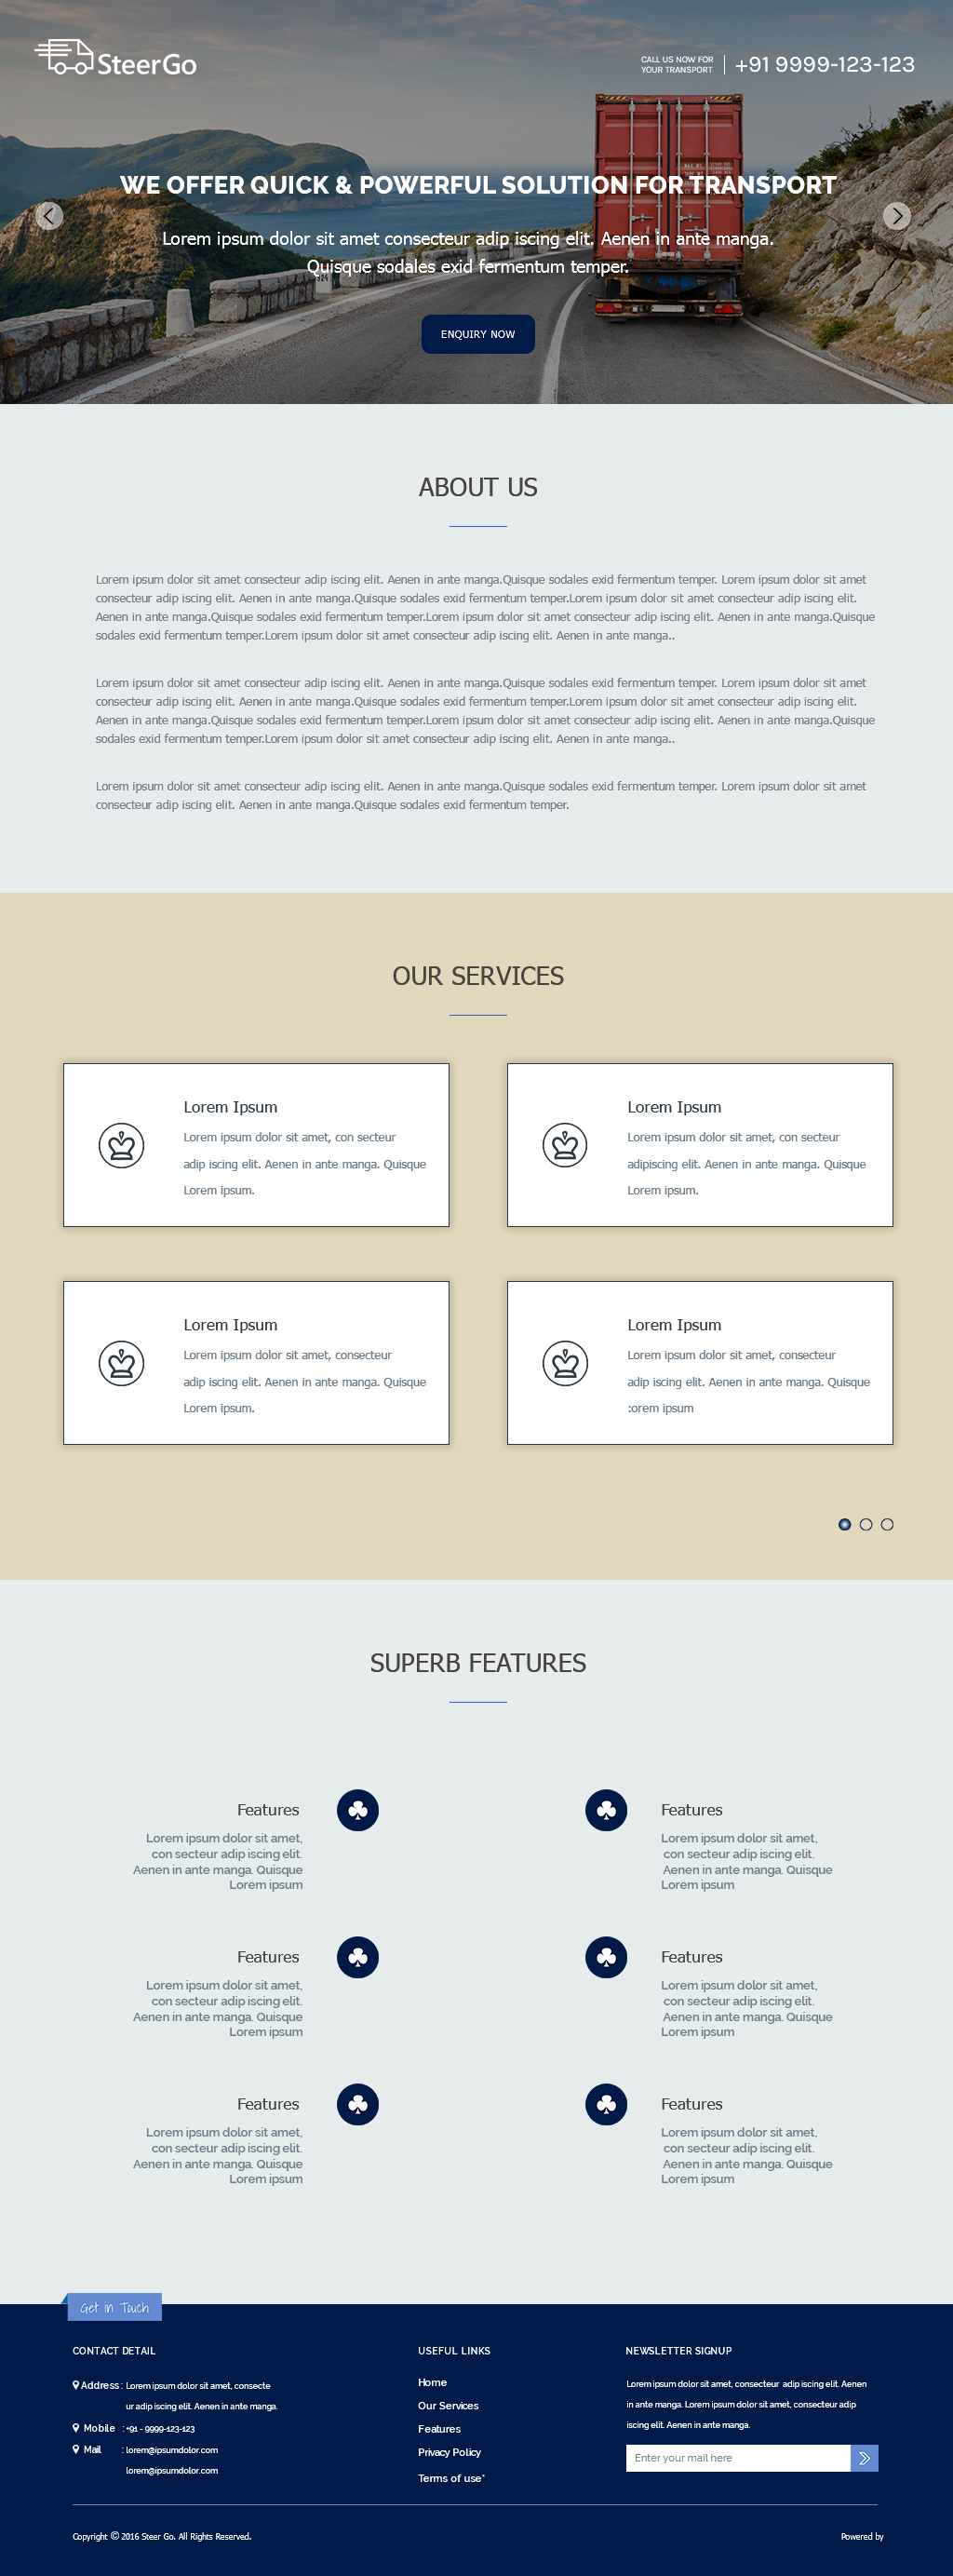 SteerGo
CALL US NOW FOR
YOUR TRANSPORT
+91 9999-123-123
WE OFFER QUICK & POWERFUL SOLUTION FOR TRANSPORT
Lorem ipsum dolor sit amet consecteur adip iscing elit. Aenen in ante manga.
Quisque sodales exid fermentum temper.
ENQUIRY NOW
ABOUT US
Lorem ipsum dolor sit amet consecteur adip iscing elit. Aenen in ante manga.Quisque sodales exid fermentum temper. Lorem ipsum dolor sit amet
consecteur adip iscing elit. Aenen in ante manga.Quisque sodales exid fermentum temper.Lorem ipsum dolor sit amet consecteur adip iscing elit.
Aenen in ante manga.Quisque sodales exid fermentum temper.Lorem ipsum dolor sit amet consecteur adip iscing elit. Aenen in ante manga.Quisque
sodales exid fermentum temper.Lorem ipsum dolor sit amet consecteur adip iscing elit. Aenen in ante manga..
Lorem ipsum dolor sit amet consecteur adip iscing elit. Aenen in ante manga.Quisque sodales exid fermentum temper. Lorem ipsum dolor sit amet
consecteur adip iscing elit. Aenen in ante manga.Quisque sodales exid fermentum temper.Lorem ipsum dolor sit amet consecteur adip iscing elit.
Aenen in ante manga.Quisque sodales exid fermentum temper.Lorem ipsum dolor sit amet consecteur adip iscing elit. Aenen in ante manga.Quisque
sodales exid fermentum temper.Lorem ipsum dolor sit amet consecteur adip iscing elit. Aenen in ante manga..
Lorem ipsum dolor sit amet consecteur adip iscing elit. Aenen in ante manga.Quisque sodales exid fermentum temper. Lorem ipsum dolor sit amet
consecteur adip iscing elit. Aenen in ante manga.Quisque sodales exid fermentum temper.
OUR SERVICES
Lorem Ipsum
Lorem ipsum dolor sit amet, con secteur
adip iscing elit. Aenen in ante manga. Quisque
Lorem ipsum.
Lorem Ipsum
Lorem ipsum dolor sit amet, con secteur
adipiscing elit. Aenen in ante manga. Quisque
Lorem ipsum.
Lorem Ipsum
Lorem ipsum dolor sit amet, consecteur
adip iscing elit. Aenen in ante manga. Quisque
Lorem ipsum.
Lorem Ipsum
Lorem ipsum dolor sit amet, consecteur
adip iscing elit. Aenen in ante manga. Quisque
:orem ipsum
SUPERB FEATURES
Features
Lorem ipsum dolor sit amet,
con secteur adip iscing elit.
Aenen in ante manga. Quisque
Lorem ipsum
Features
Lorem ipsum dolor sit amet,
con secteur adip iscing elit.
Aenen in ante manga. Quisque
Lorem ipsum
Features
Lorem ipsum dolor sit amet,
con secteur adip iscing elit.
Aenen in ante manga. Quisque
Lorem ipsum
Features
Lorem ipsum dolor sit amet,
con secteur adip iscing elit.
Aenen in ante manga. Quisque
Lorem ipsum
Features
Lorem ipsum dolor sit amet,
con secteur adip iscing elit.
Aenen in ante manga. Quisque
Lorem ipsum
Features
Lorem ipsum dolor sit amet,
con secteur adip iscing elit.
Aenen in ante manga. Quisque
Lorem ipsum
Get in Touch
CONTACT DETAIL
Address : Lorem ipsum dolor sit amet, consecte
ur adip iscing elit. Aenen in ante manga.
Mobile : +91 - 9999-123-123
Mail : lorem@ipsumdolor.com
lorem@ipsumdolor.com
USEFUL LINKS
Home
Our Services
Features
Privacy Policy
Terms of use*
NEWSLETTER SIGNUP
Lorem ipsum dolor sit amet, consecteur adip iscing elit. Aenen
in ante manga. Lorem ipsum dolor sit amet, consecteur adip
iscing elit. Aenen in ante manga.
Enter your mail here
Copyright © 2016 Steer Go. All Rights Reserved.
Powered by